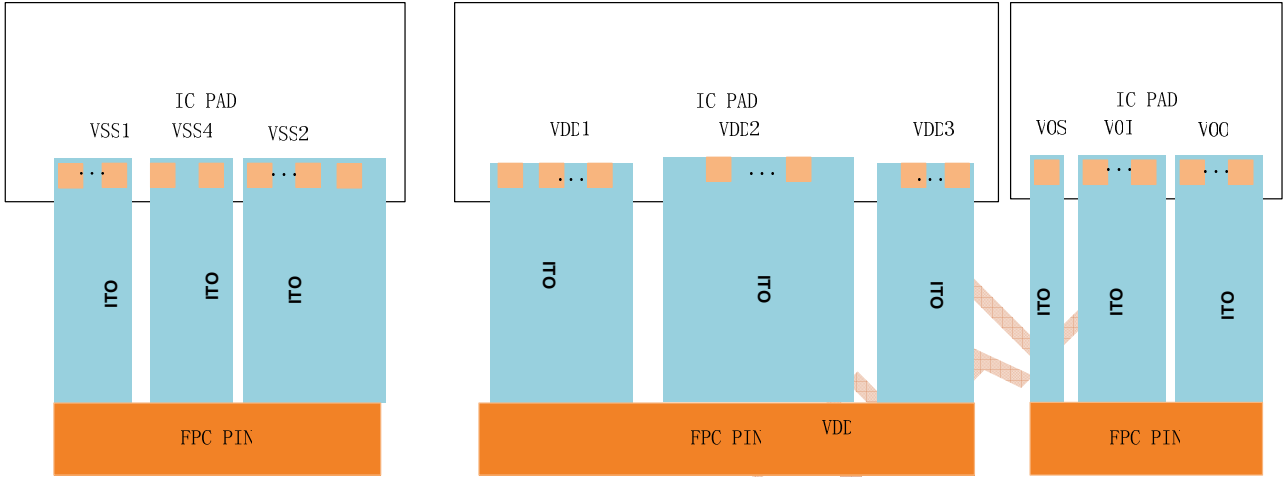 IC PAD
VSS1 VSS4 VSS2
...
...
ITO
ITO
ITO
FPC PIN
IC PAD
VDD1 VDD2 VDD3
...
...
...
ITO
ITO
ITO
FPC PIN
VDD
IC PAD
VOS VOI VOO
...
...
ITO
ITO
ITO
FPC PIN